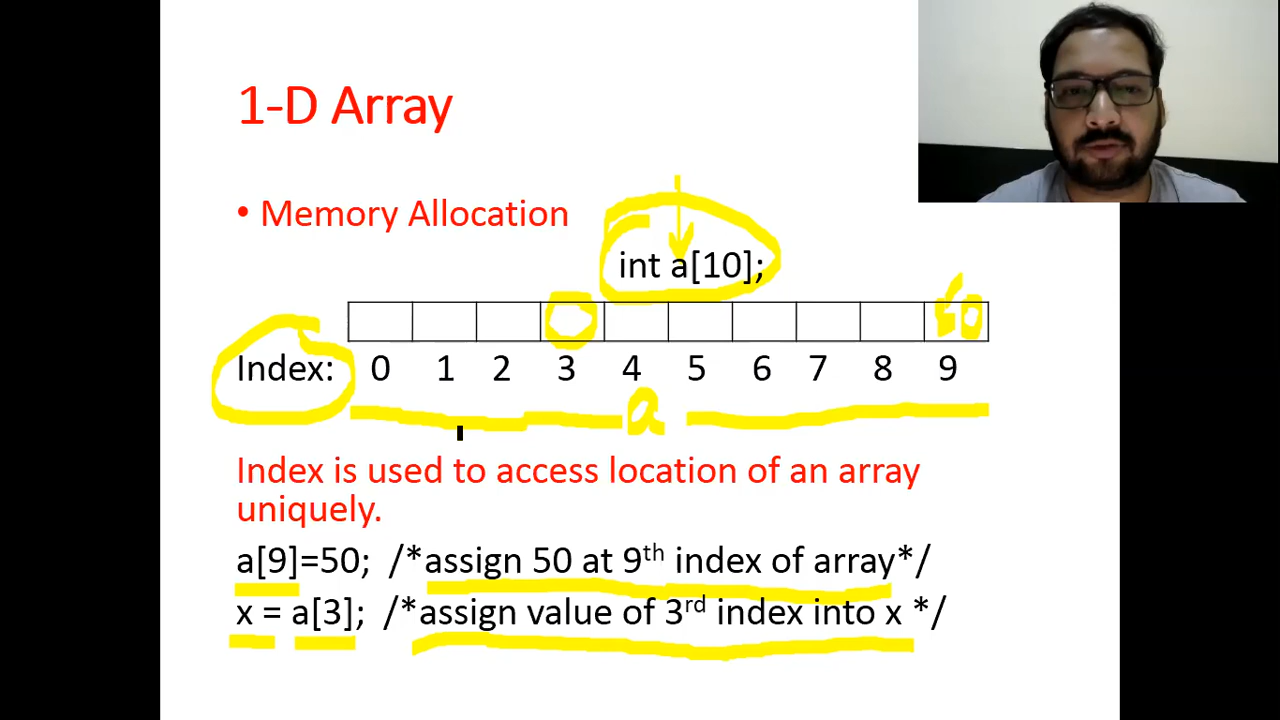 1-D Array
• Memory Allocation
int a[10];
50
Index: 0 1 2 3 4 5 6 7 8 9
a
Index is used to access location of an array
uniquely.
a[9]=50; /*assign 50 at 9th index of array*/
x = a[3]; /*assign value of 3rd index into x */